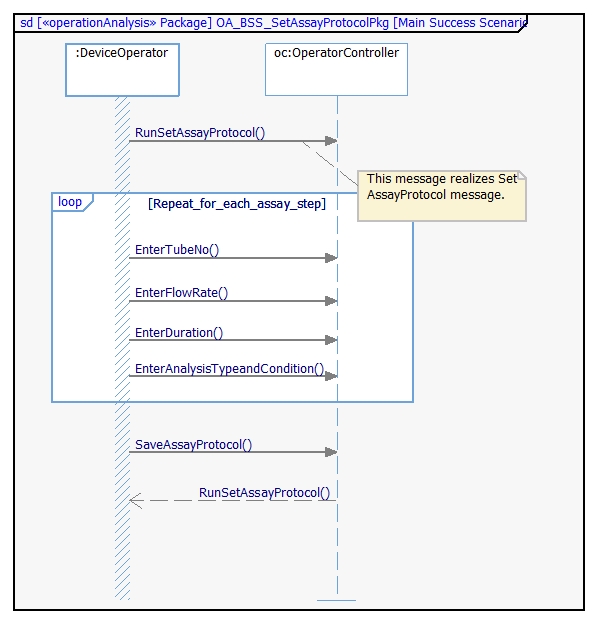 sd [«operationAnalysis» Package] OA_BSS_SetAssayProtocolPkg [Main Success Scenario
:DeviceOperator
oc:OperatorController
RunSetAssayProtocol()
This message realizes Set
AssayProtocol message.
loop
[Repeat_for_each_assay_step]
EnterTubeNo()
EnterFlowRate()
EnterDuration()
EnterAnalysisTypeandCondition()
SaveAssayProtocol()
RunSetAssayProtocol()